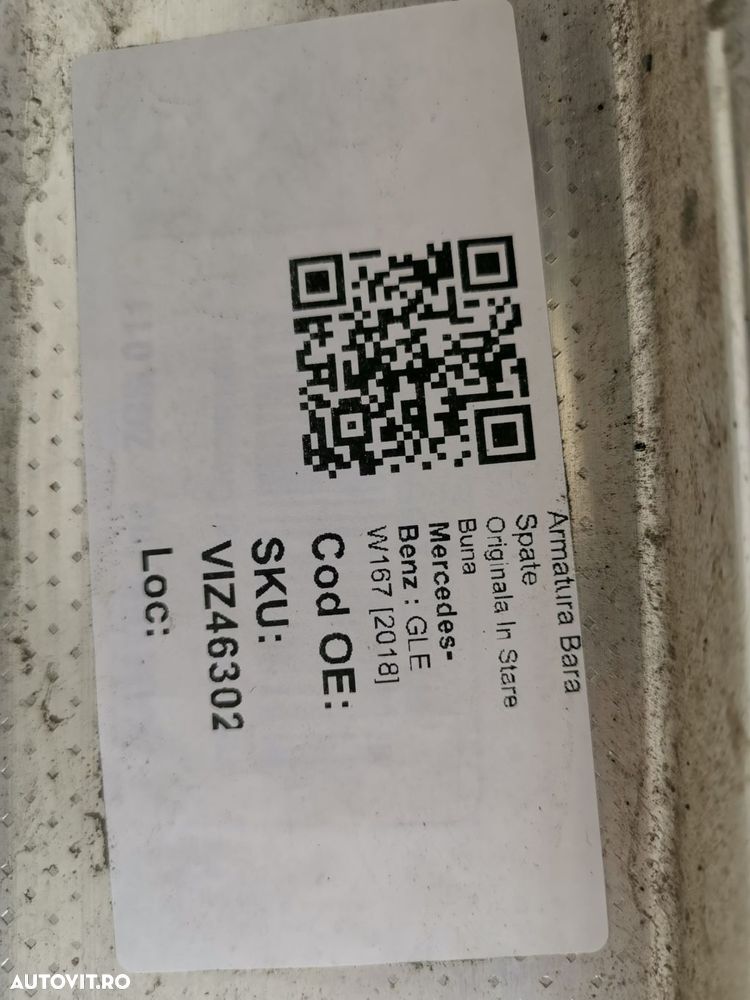 Armatura Bara
Spate
Originala In Stare
Buna
Mercedes-
Benz : GLE
W167 [2018]
Cod OE:
SKU:
VIZ46302
Loc:
AUTOVIT.RO